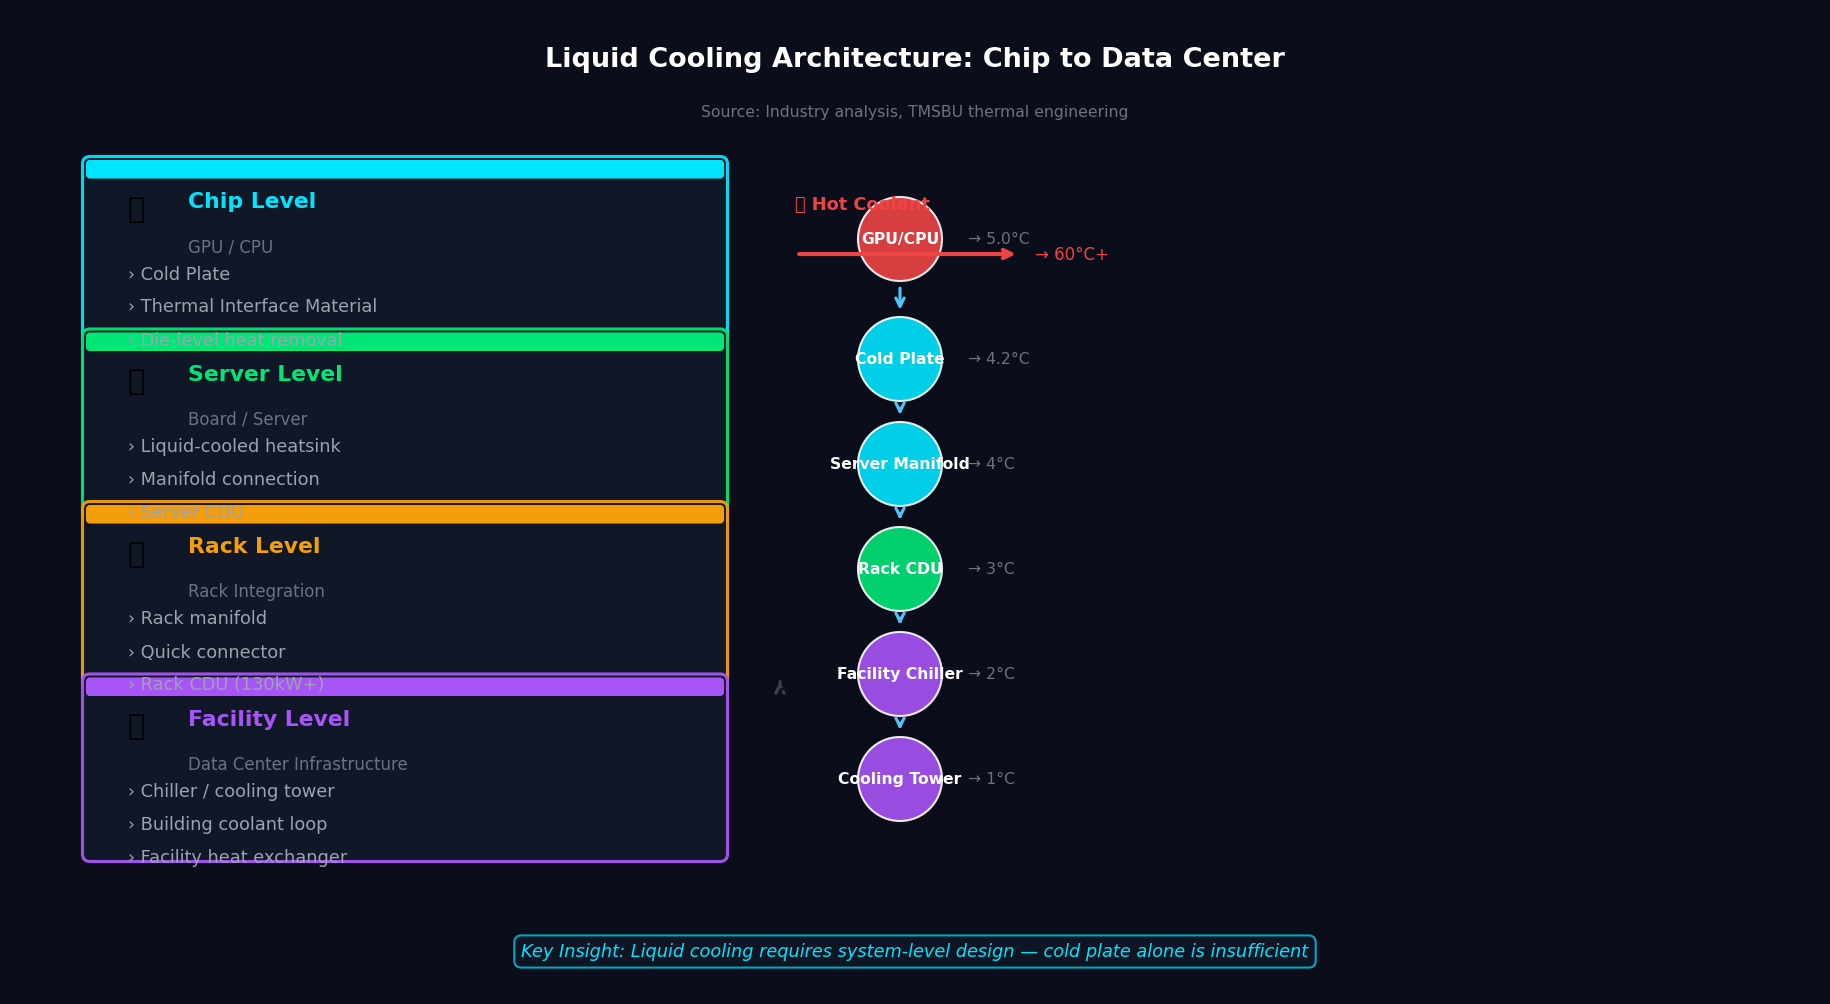 Liquid Cooling Architecture: Chip to Data Center
Source: Industry analysis, TMSBU thermal engineering
Chip Level
GPU / CPU
› Cold Plate
› Thermal Interface Material
› Die-level heat removal
Server Level
Board / Server
› Liquid-cooled heatsink
› Manifold connection
› Server CDU
Rack Level
Rack Integration
› Rack manifold
› Quick connector
› Rack CDU (130kW+)
Facility Level
Data Center Infrastructure
› Chiller / cooling tower
› Building coolant loop
› Facility heat exchanger
Hot Coolant
GPU/CPU → 5.0°C
→ 60°C+
Cold Plate → 4.2°C
Server Manifold → 4°C
Rack CDU → 3°C
Facility Chiller → 2°C
Cooling Tower → 1°C
Key Insight: Liquid cooling requires system-level design — cold plate alone is insufficient